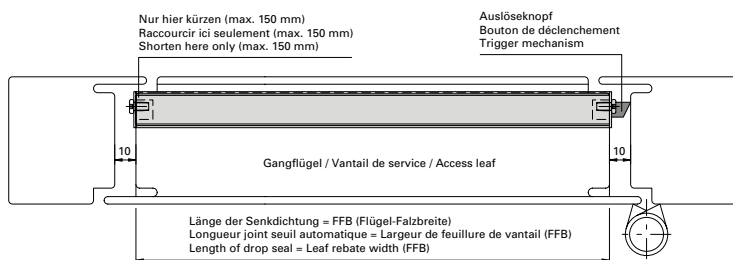 Nur hier kürzen (max. 150 mm)
Raccourcir ici seulement (max. 150 mm)
Shorten here only (max. 150 mm)
Auslöseknopf
Bouton de déclenchement
Trigger mechanism
10
Gangflügel / Vantail de service / Access leaf
10
Länge der Senkdichtung = FFB (Flügel-Falzbreite)
Longueur joint seuil automatique = Largeur de feuillure de vantail (FFB)
Length of drop seal = Leaf rebate width (FFB)